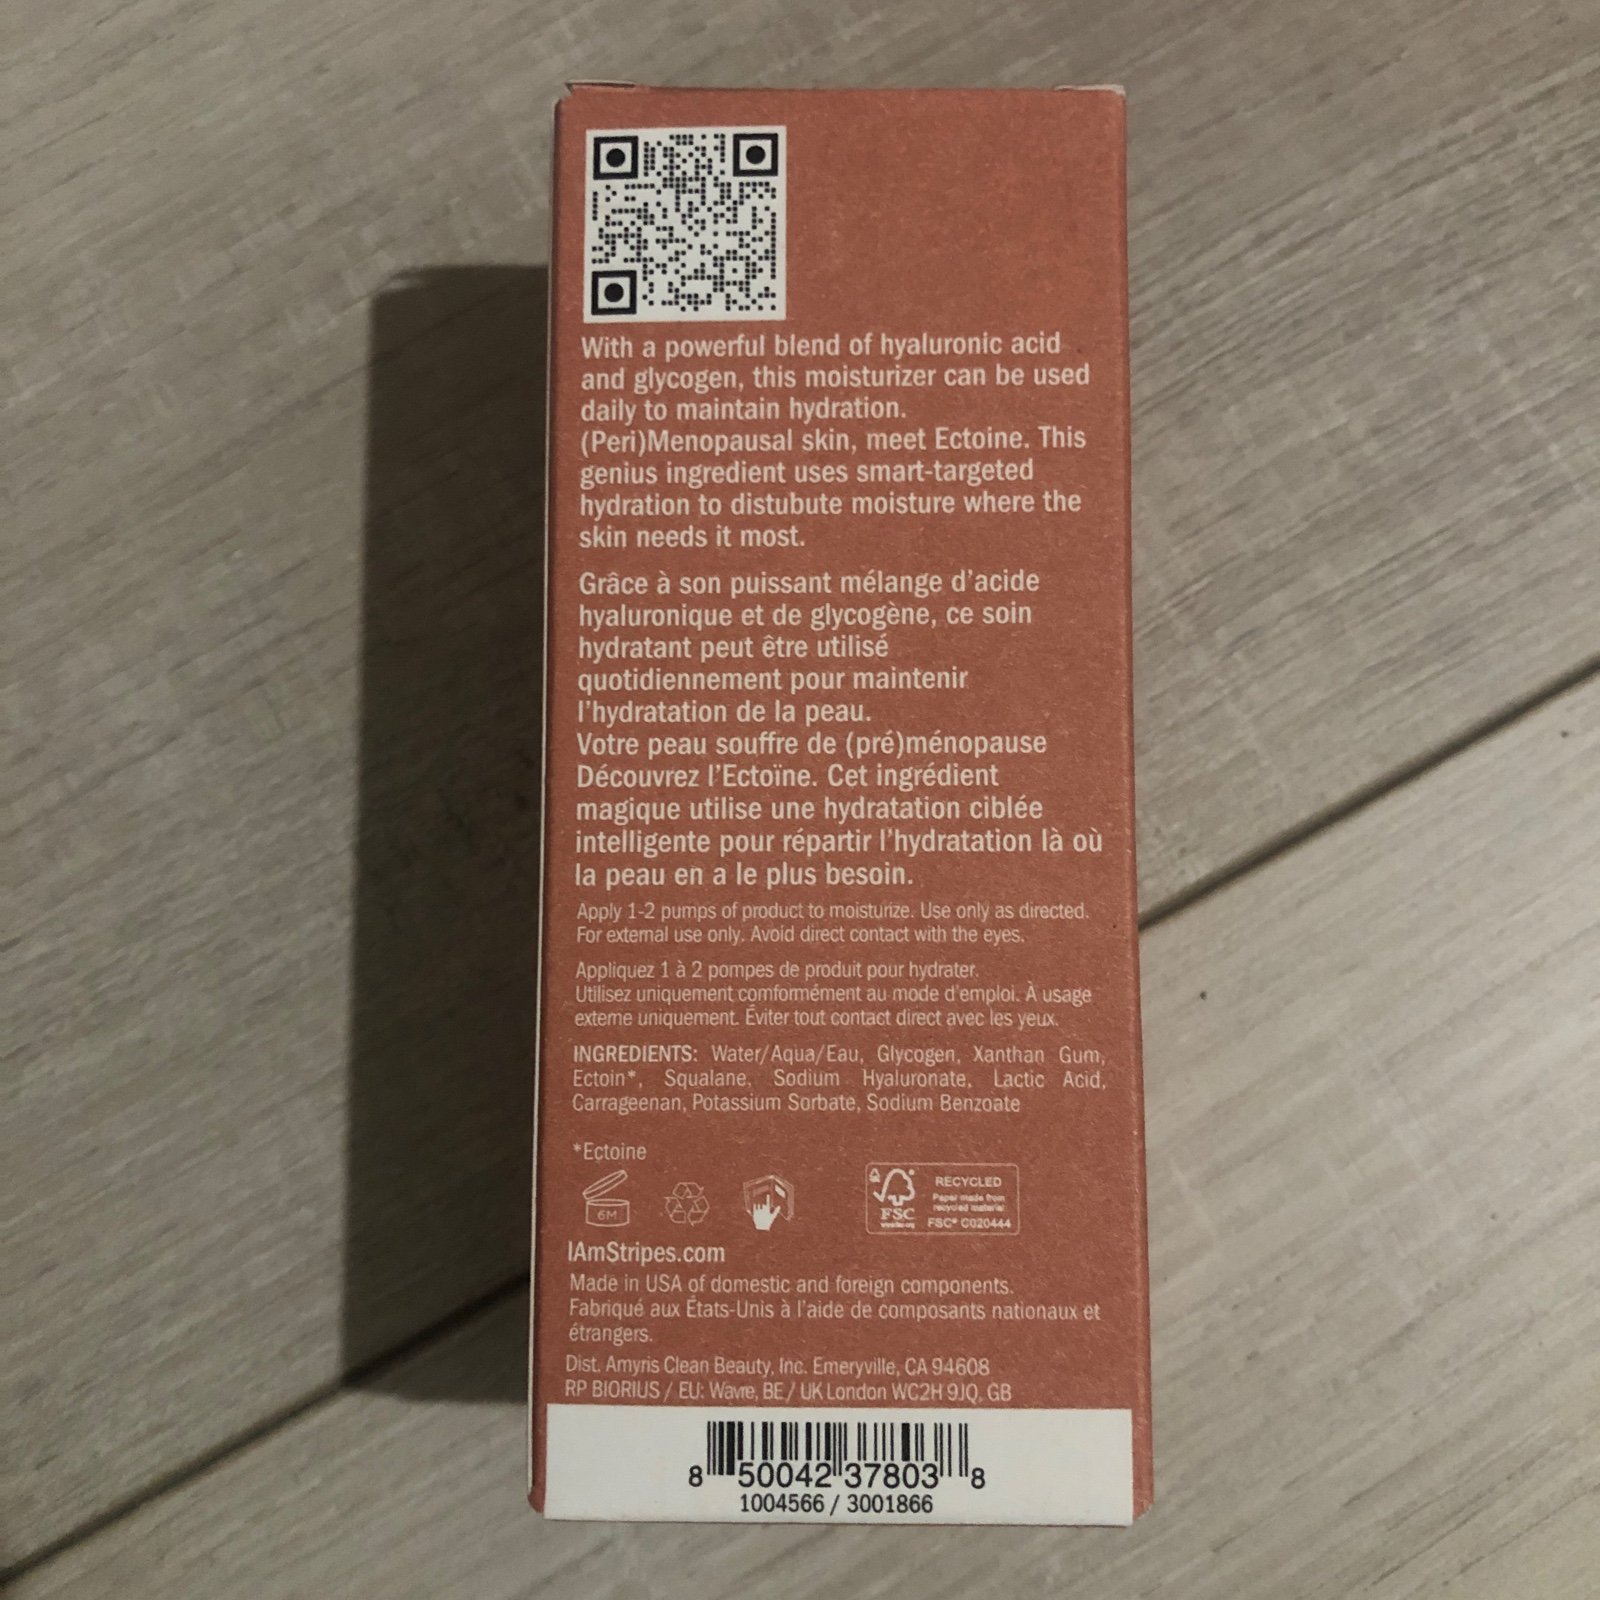 With a powerful blend of hyaluronic acid
and glycogen, this moisturizer can be used
daily to maintain hydration.
(Peri)Menopausal skin, meet Ectoine. This
genius ingredient uses smart-targeted
hydration to distubute moisture where the
skin needs it most.
Grâce à son puissant mélange d'acide
hyaluronique et de glycogène, ce soin
hydratant peut être utilisé
quotidiennement pour maintenir
l'hydratation de la peau.
Votre peau souffre de (pré)ménopause
Découvrez l'Ectoïne. Cet ingrédient
magique utilise une hydratation ciblée
intelligente pour répartir l'hydratation là où
la peau en a le plus besoin.
Apply 1-2 pumps of product to moisturize. Use only as directed.
For external use only. Avoid direct contact with the eyes.
Appliquez 1 à 2 pompes de produit pour hydrater.
Utilisez uniquement comformément au mode d'emploi. À usage
externe uniquement. Éviter tout contact direct avec les yeux.
INGREDIENTS: Water/Aqua/Eau, Glycogen, Xanthan Gum,
Ectoin*, Squalane, Sodium Hyaluronate, Lactic Acid,
Carrageenan, Potassium Sorbate, Sodium Benzoate
*Ectoine
6M
FSC
www.fsc.org
RECYCLED
Paper made from
recycled material
FSC® C020444
IAmStripes.com
Made in USA of domestic and foreign components.
Fabriqué aux États-Unis à l'aide de composants nationaux et
étrangers.
Dist. Amyris Clean Beauty, Inc. Emeryville, CA 94608
RP BIORIUS / EU: Wavre, BE / UK London WC2H 9JQ, GB
8 50042 37803 8
1004566 / 3001866